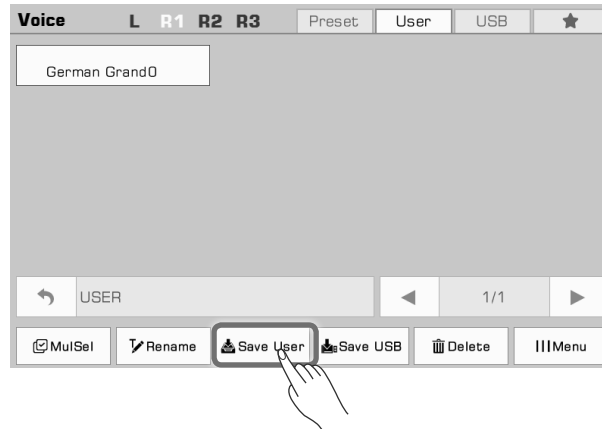 Voice L R1 R2 R3 Preset User USB
German Grand0
USER 1/1
MulSel Rename Save User Save USB Delete Menu